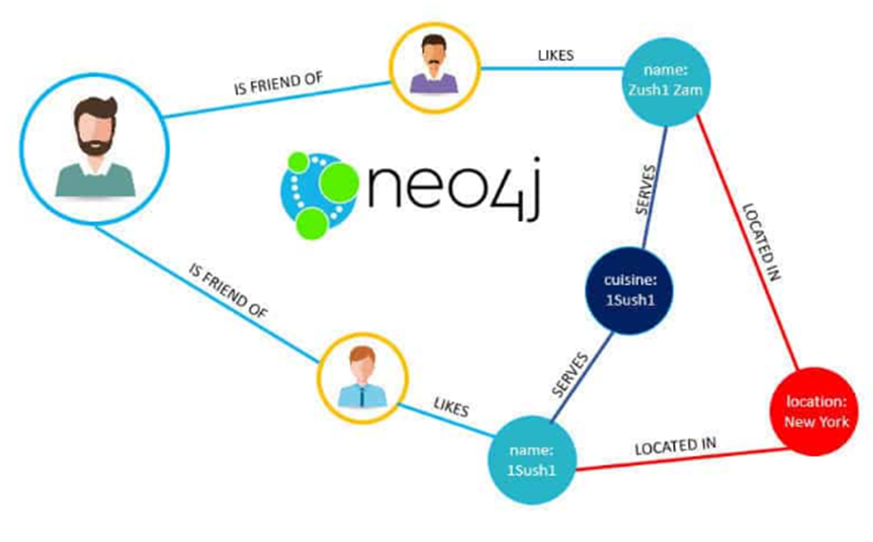 IS FRIEND OF
LIKES
name:
Zush1 Zam
neo4j
SERVES
LOCATED IN
cuisine:
1Sush1
IS FRIEND OF
SERVES
location:
New York
LIKES
name:
1Sush1
LOCATED IN